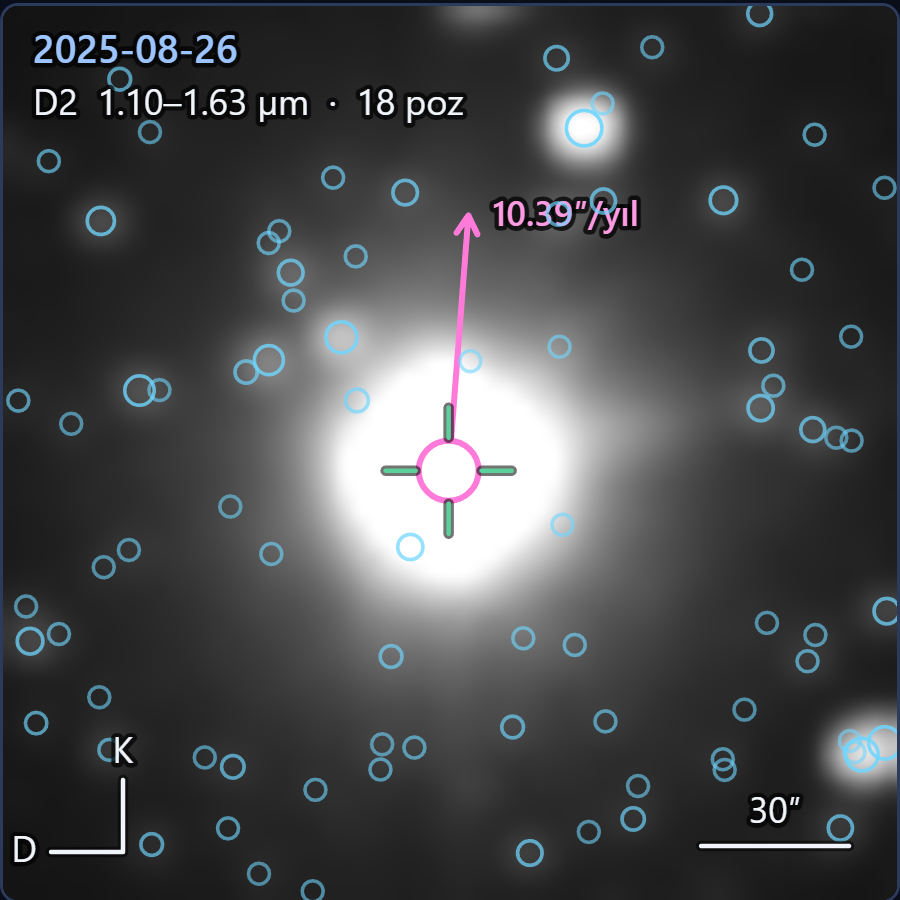 2025-08-26
D2 1.10–1.63 µm · 18 poz
10.39″/yıl
K
D
30″